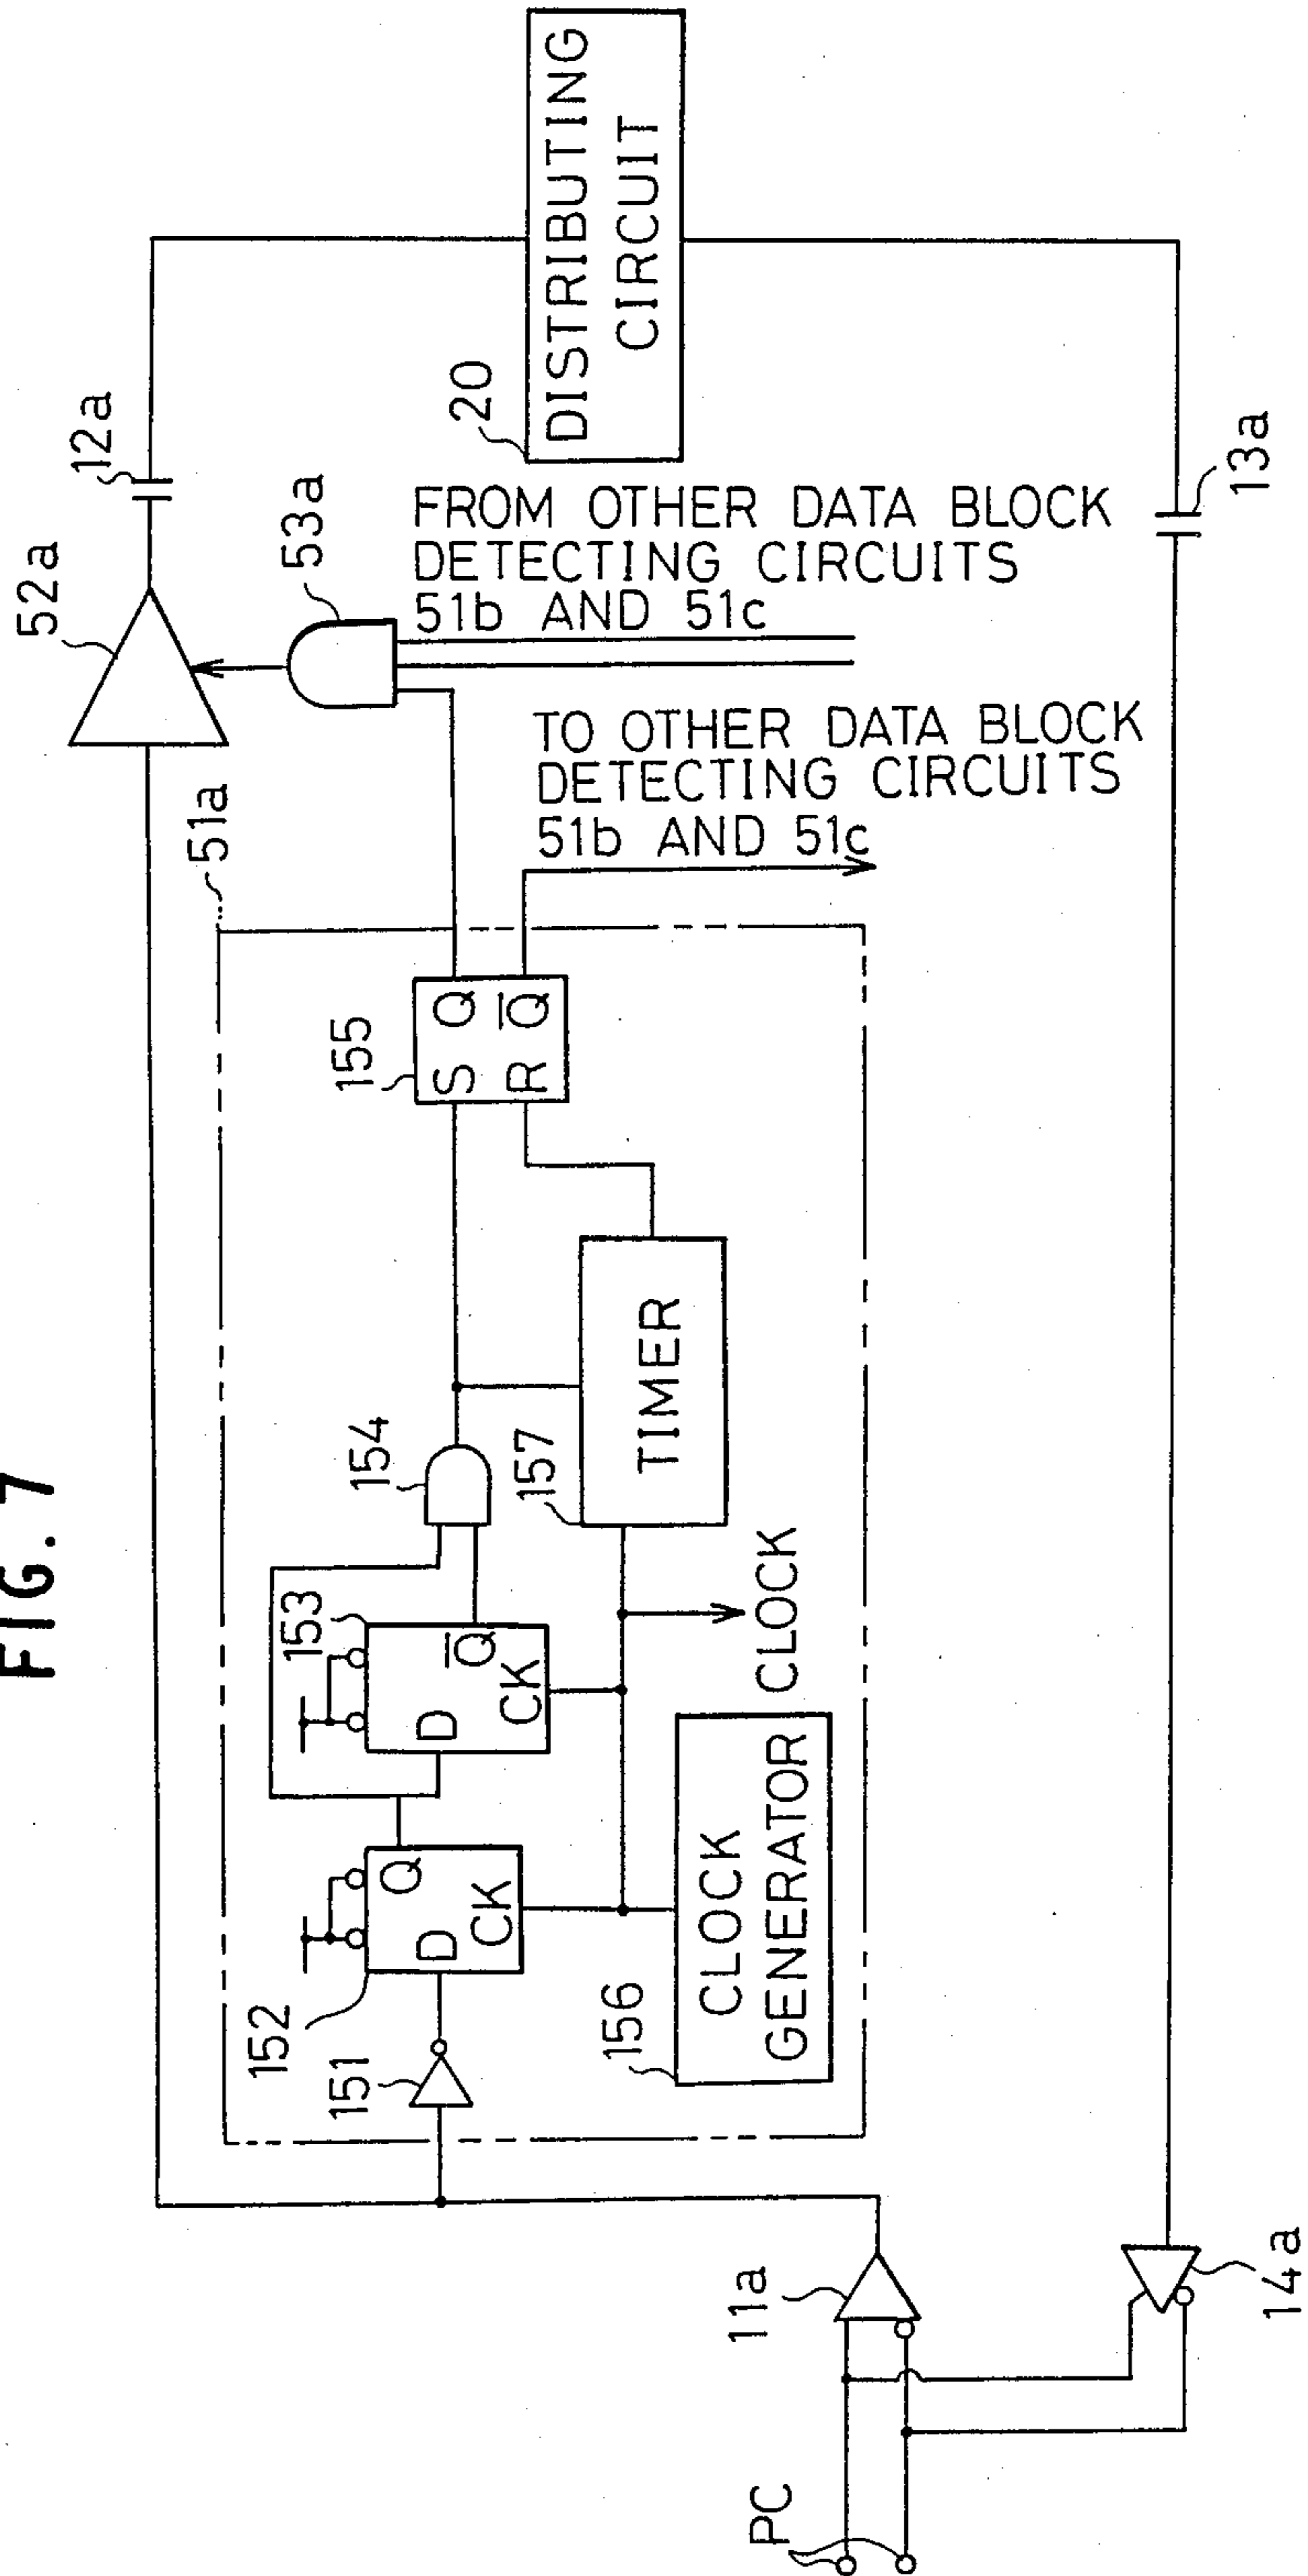 FIG. 7
PC
11a
14a
51a
151
152
D
Q
CK
153
D
Q
CK
154
155
S Q
R Q
156
CLOCK
GENERATOR
CLOCK
157
TIMER
52a
12a
53a
FROM OTHER DATA BLOCK
DETECTING CIRCUITS
51b AND 51c
TO OTHER DATA BLOCK
DETECTING CIRCUITS
51b AND 51c
20
DISTRIBUTING
CIRCUIT
13a